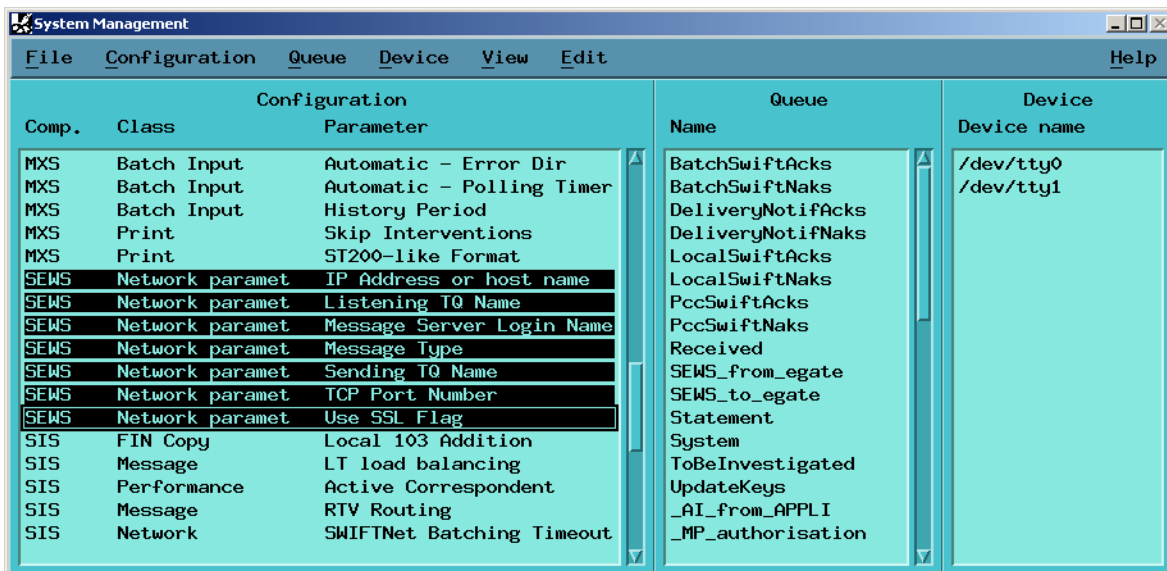 System Management
File Configuration Queue Device View Edit Help
Configuration
Comp. Class Parameter
MXS Batch Input Automatic - Error Dir
MXS Batch Input Automatic - Polling Timer
MXS Batch Input History Period
MXS Print Skip Interventions
MXS Print ST200-like Format
SEWS Network paramet IP Address or host name
SEWS Network paramet Listening TQ Name
SEWS Network paramet Message Server Login Name
SEWS Network paramet Message Type
SEWS Network paramet Sending TQ Name
SEWS Network paramet TCP Port Number
SEWS Network paramet Use SSL Flag
SIS FIN Copy Local 103 Addition
SIS Message LT load balancing
SIS Performance Active Correspondent
SIS Message RTV Routing
SIS Network SWIFTNet Batching Timeout
Queue
Name
BatchSwiftAcks
BatchSwiftNaks
DeliveryNotifAcks
DeliveryNotifNaks
LocalSwiftAcks
LocalSwiftNaks
PccSwiftAcks
PccSwiftNaks
Received
SEWS_from_egate
SEWS_to_egate
Statement
System
ToBeInvestigated
UpdateKeys
_AI_from_APPLI
_MP_authorisation
Device
Device name
/dev/tty0
/dev/tty1